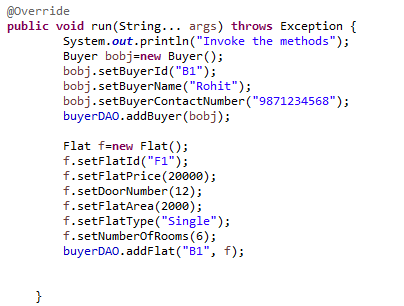 @Override
public void run(String... args) throws Exception {
System.out.println("Invoke the methods");
Buyer bobj=new Buyer();
bobj.setBuyerId("B1");
bobj.setBuyerName("Rohit");
bobj.setBuyerContactNumber("9871234568");
buyerDAO.addBuyer(bobj);
Flat f=new Flat();
f.setFlatId("F1");
f.setFlatPrice(20000);
f.setDoorNumber(12);
f.setFlatArea(2000);
f.setFlatType("Single");
f.setNumberOfRooms(6);
buyerDAO.addFlat("B1", f);
}